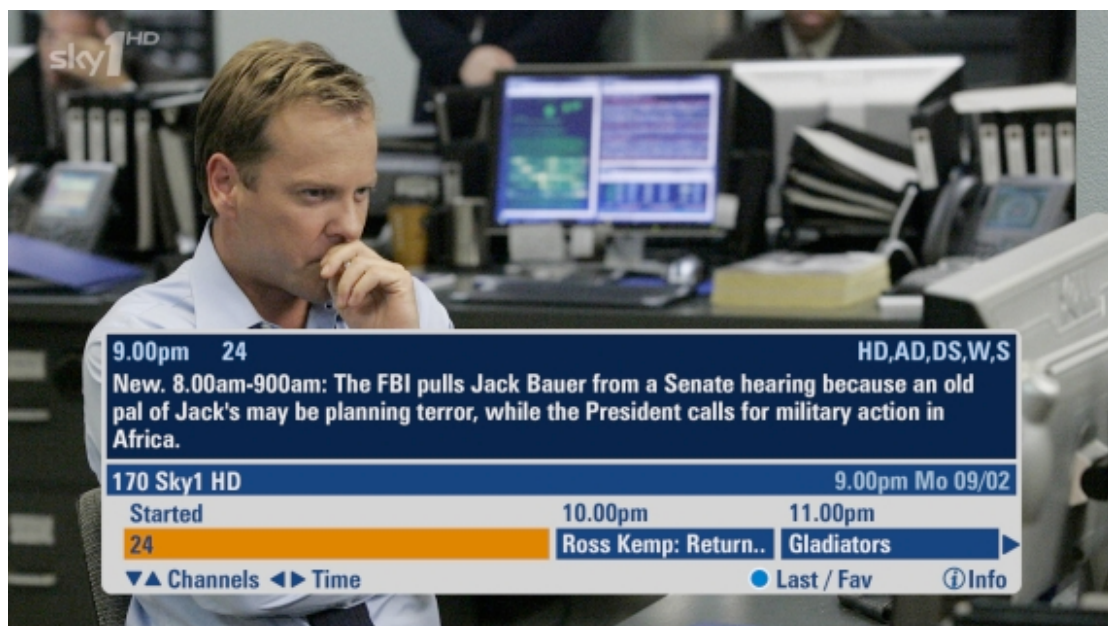 sky1 HD
9.00pm 24 HD,AD,DS,W,S
New. 8.00am-900am: The FBI pulls Jack Bauer from a Senate hearing because an old
pal of Jack's may be planning terror, while the President calls for military action in
Africa.
170 Sky1 HD 9.00pm Mo 09/02
Started 10.00pm 11.00pm
24 Ross Kemp: Return.. Gladiators
▼▲ Channels ◀▶ Time Last / Fav i Info